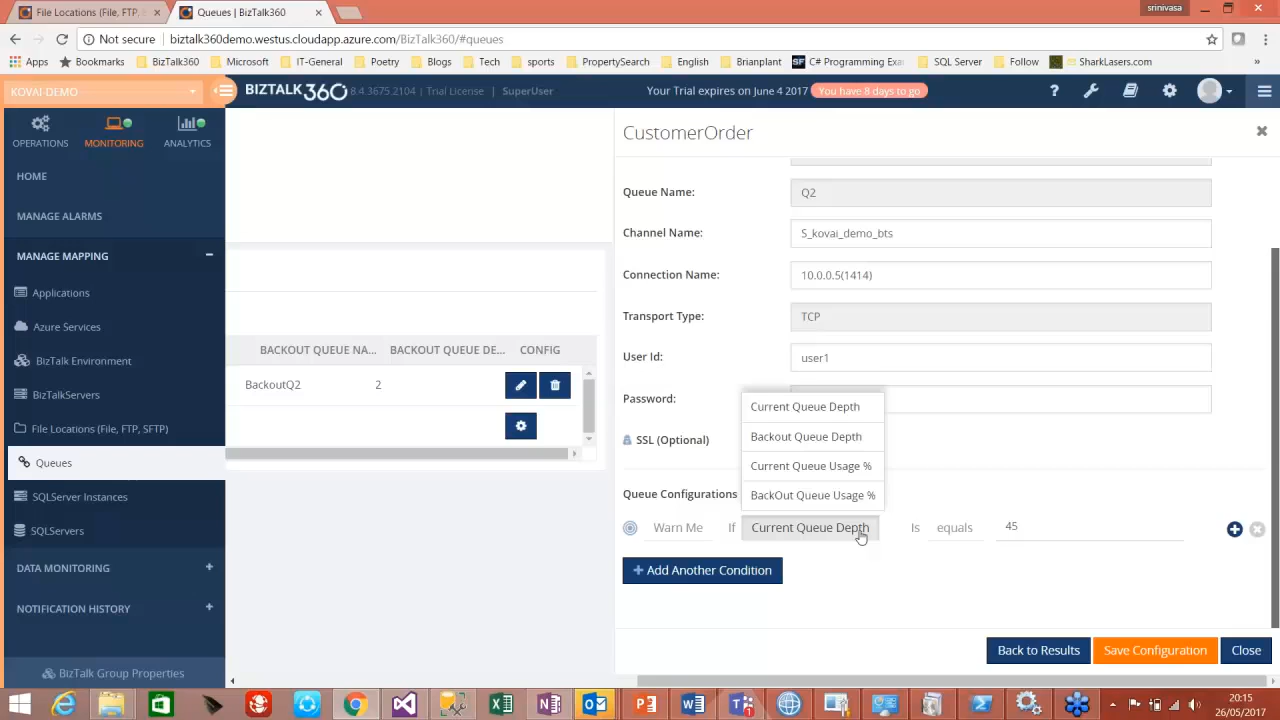 File Locations (File, FTP, S
Queues | BizTalk360
srinivasa
Not secure | biztalk360demo.westus.cloudapp.azure.com/BizTalk360/#queues
Apps Bookmarks BizTalk360 Microsoft IT-General Poetry Blogs Tech sports PropertySearch English Brianplant C# Programming Exa SQL Server Follow SharkLasers.com »
KOVAI-DEMO
BIZTALK360 8.4.3675.2104 | Trial License | SuperUser
Your Trial expires on June 4 2017 You have 8 days to go
OPERATIONS MONITORING ANALYTICS
HOME
MANAGE ALARMS
MANAGE MAPPING
Applications
Azure Services
BizTalk Environment
BizTalkServers
File Locations (File, FTP, SFTP)
Queues
SQLServer Instances
SQLServers
DATA MONITORING
NOTIFICATION HISTORY
BizTalk Group Properties
BACKOUT QUEUE NA... BACKOUT QUEUE DE... CONFIG
BackoutQ2 2
CustomerOrder
Queue Name: Q2
Channel Name: S_kovai_demo_bts
Connection Name: 10.0.0.5(1414)
Transport Type: TCP
User Id: user1
Password:
SSL (Optional)
Current Queue Depth
Backout Queue Depth
Current Queue Usage %
BackOut Queue Usage %
Queue Configurations
Warn Me If Current Queue Depth Is equals 45
+ Add Another Condition
Back to Results Save Configuration Close
20:15
26/05/2017